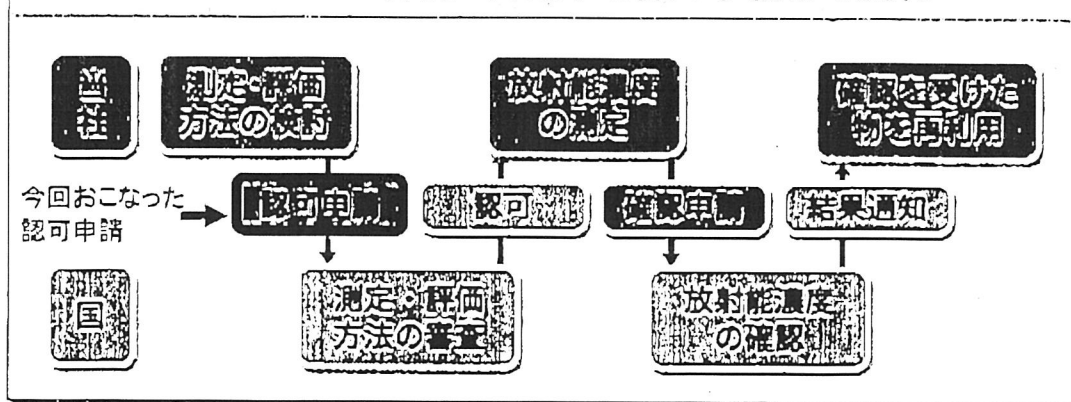 当社
測定・評価
方法の検討
放射能濃度
の測定
確認を受けた
物を再利用
今回おこなった
認可申請
認可申請
認可
確認申請
結果通知
国
測定・評価
方法の審査
放射能濃度
の確認